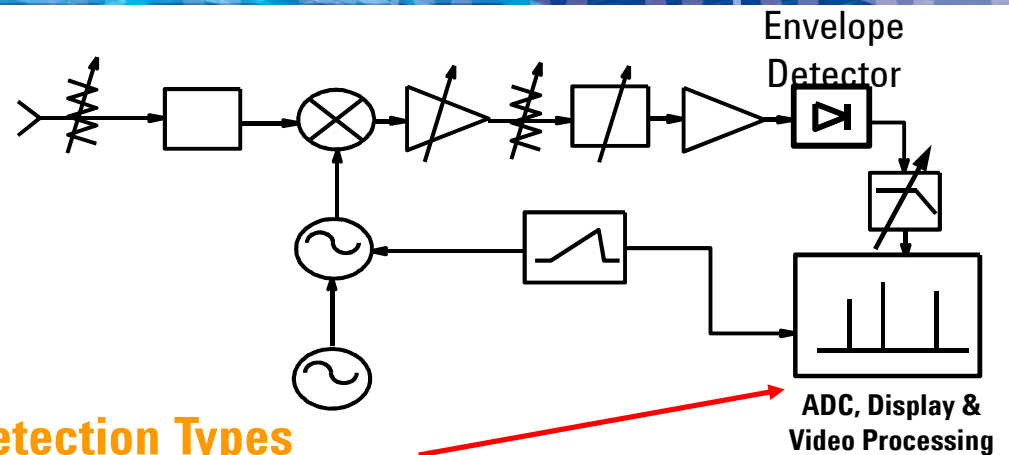 Envelope
Detector
ADC, Display &
Video Processing
etection Types